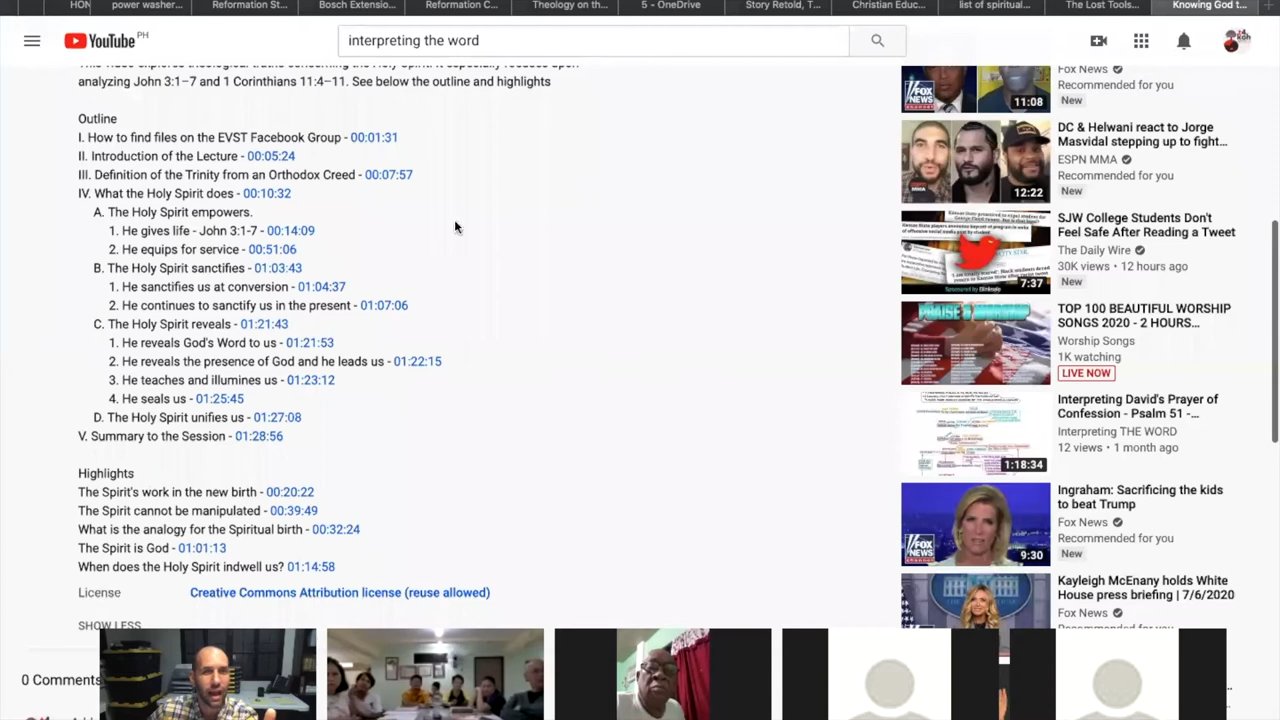 HON
power washer...
Reformation St...
Bosch Extensio...
Reformation C...
Theology on th...
5 - OneDrive
Story Retold, T...
Christian Educ...
list of spiritual...
The Lost Tools...
Knowing God t...
YouTube PH
interpreting the word
analyzing John 3:1–7 and 1 Corinthians 11:4–11. See below the outline and highlights
Outline
I. How to find files on the EVST Facebook Group - 00:01:31
II. Introduction of the Lecture - 00:05:24
III. Definition of the Trinity from an Orthodox Creed - 00:07:57
IV. What the Holy Spirit does - 00:10:32
A. The Holy Spirit empowers.
1. He gives life - John 3:1-7 -
2. He equips for service -
B. The Holy Spirit sanctifies - 01:03:49
1. He sanctifies us at conversion -
2. He continues to sanctify us in the present - 01:07:06
C. The Holy Spirit reveals - 01:21:43
1. He reveals God's Word to us - 01:21:53
2. He reveals the presence of God and he leads us - 01:22:15
3. He teaches and illumines us - 01:23:12
4. He seals us - 01:25:42
D. The Holy Spirit unifies us -
V. Summary to the Session - 01:28:56
Highlights
The Spirit's work in the new birth - 00:20:22
The Spirit cannot be manipulated - 00:39:49
What is the analogy for the Spiritual birth - 00:32:24
The Spirit is God - 01:01:13
When does the Holy Spirit indwell us? 01:14:58
License
Creative Commons Attribution license (reuse allowed)
SHOW LESS
0 Comments
FOX NEWS channel
11:08
Fox News
Recommended for you
New
12:22
DC & Helwani react to Jorge
Masvidal stepping up to fight...
ESPN MMA
Recommended for you
New
7:37
SJW College Students Don't
Feel Safe After Reading a Tweet
The Daily Wire
30K views • 12 hours ago
New
TOP 100 BEAUTIFUL WORSHIP
SONGS 2020 - 2 HOURS...
Worship Songs
1K watching
LIVE NOW
1:18:34
Interpreting David's Prayer of
Confession - Psalm 51 -...
Interpreting THE WORD
12 views • 1 month ago
FOX NEWS channel
9:30
Ingraham: Sacrificing the kids
to beat Trump
Fox News
Recommended for you
New
Kayleigh McEnany holds White
House press briefing | 7/6/2020
Fox News